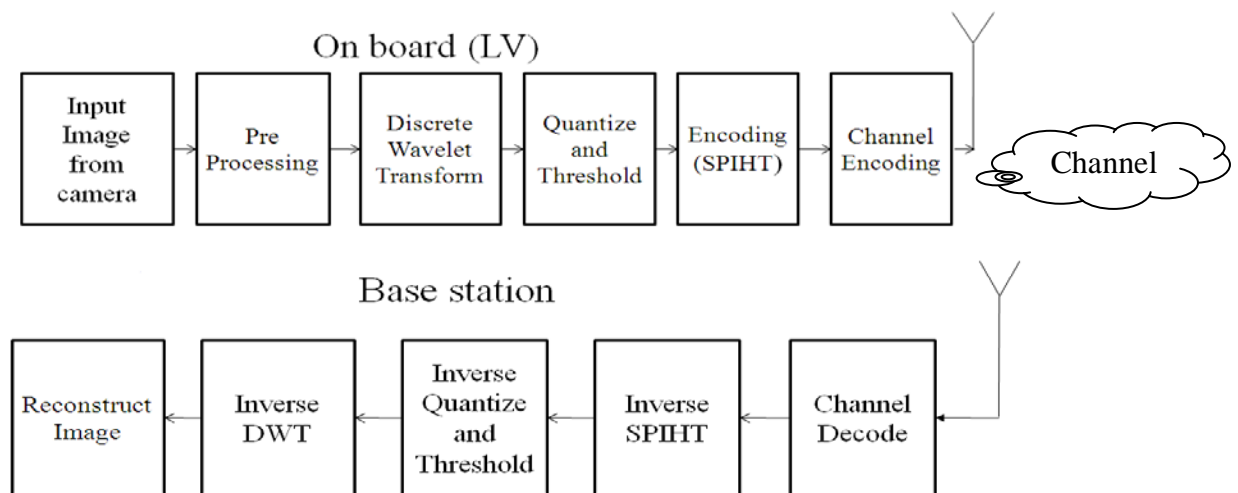 On board (LV)
Input
Image
from
camera
Pre
Processing
Discrete
Wavelet
Transform
Quantize
and
Threshold
Encoding
(SPIHT)
Channel
Encoding
Channel
Base station
Reconstruct
Image
Inverse
DWT
Inverse
Quantize
and
Threshold
Inverse
SPIHT
Channel
Decode